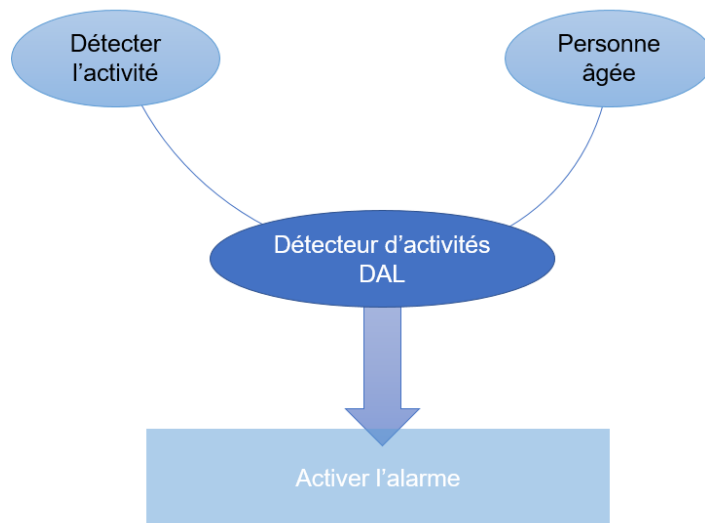 Détecter
l’activité
Personne
âgée
Détecteur d’activités
DAL
Activer l’alarme